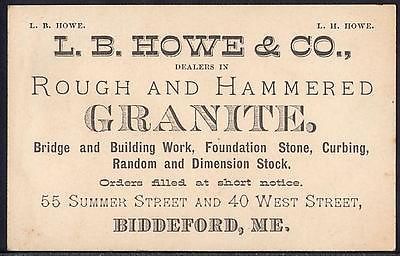 L. B. HOWE. L. H. HOWE.
L. B. HOWE & CO.,
DEALERS IN
ROUGH AND HAMMERED
GRANITE.
Bridge and Building Work, Foundation Stone, Curbing,
Random and Dimension Stock.
Orders filled at short notice.
55 SUMMER STREET AND 40 WEST STREET,
BIDDEFORD, ME.